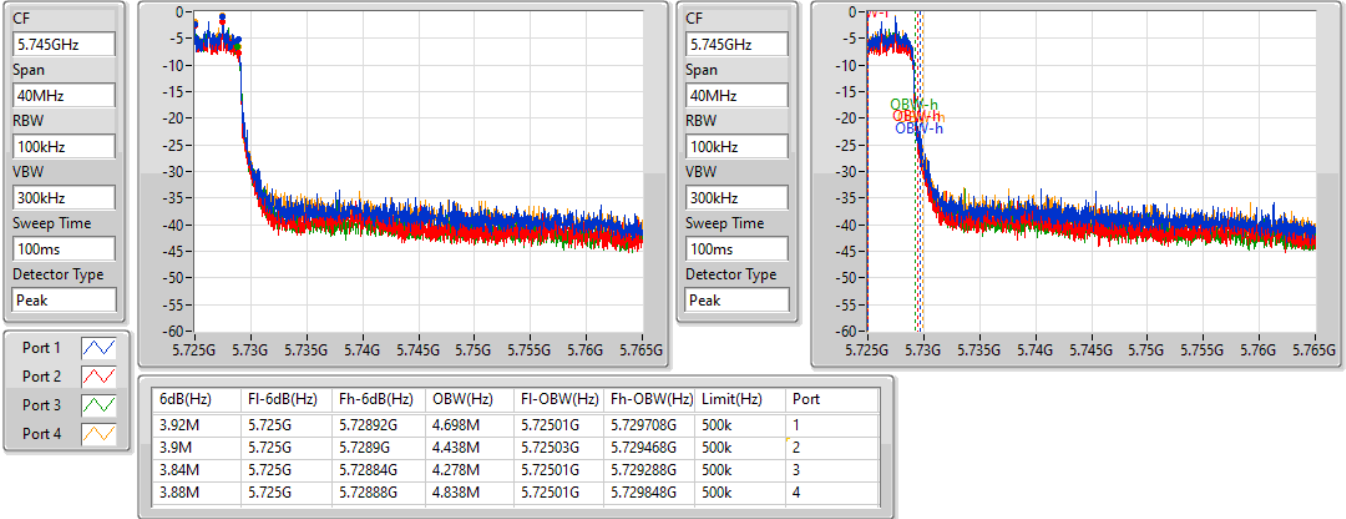 CF
5.745GHz
Span
40MHz
RBW
100kHz
VBW
300kHz
Sweep Time
100ms
Detector Type
Peak
0
-5
-10
-15
-20
-25
-30
-35
-40
-45
-50
-55
-60
5.725G 5.73G 5.735G 5.74G 5.745G 5.75G 5.755G 5.76G 5.765G
CF
5.745GHz
Span
40MHz
RBW
100kHz
VBW
300kHz
Sweep Time
100ms
Detector Type
Peak
0
-5
-10
-15
-20
-25
-30
-35
-40
-45
-50
-55
-60
OBW-h
OBW-h
OBW-h
5.725G 5.73G 5.735G 5.74G 5.745G 5.75G 5.755G 5.76G 5.765G
Port 1
Port 2
Port 3
Port 4
6dB(Hz) Fl-6dB(Hz) Fh-6dB(Hz) OBW(Hz) Fl-OBW(Hz) Fh-OBW(Hz) Limit(Hz) Port
3.92M 5.725G 5.72892G 4.698M 5.72501G 5.729708G 500k 1
3.9M 5.725G 5.7289G 4.438M 5.72503G 5.729468G 500k 2
3.84M 5.725G 5.72884G 4.278M 5.72501G 5.729288G 500k 3
3.88M 5.725G 5.72888G 4.838M 5.72501G 5.729848G 500k 4